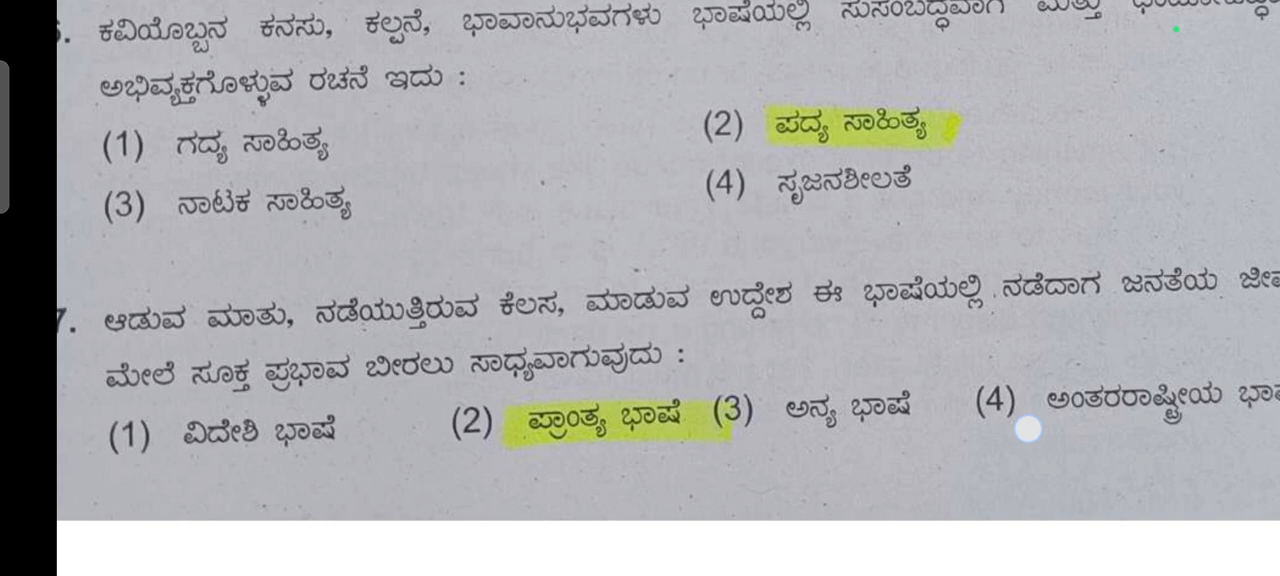 . ಕವಿಯೊಬ್ಬನ ಕನಸು, ಕಲ್ಪನೆ, ಭಾವಾನುಭವಗಳು ಭಾಷೆಯಲ್ಲಿ ಸುಸಂಬದ್ಧವಾಗಿ ಮತ್ತು
ಅಭಿವ್ಯಕ್ತಗೊಳ್ಳುವ ರಚನೆ ಇದು :
(1) ಗದ್ಯ ಸಾಹಿತ್ಯ (2) ಪದ್ಯ ಸಾಹಿತ್ಯ
(3) ನಾಟಕ ಸಾಹಿತ್ಯ (4) ಸೃಜನಶೀಲತೆ
7. ಆಡುವ ಮಾತು, ನಡೆಯುತ್ತಿರುವ ಕೆಲಸ, ಮಾಡುವ ಉದ್ದೇಶ ಈ ಭಾಷೆಯಲ್ಲಿ ನಡೆದಾಗ ಜನತೆಯ
ಮೇಲೆ ಸೂಕ್ತ ಪ್ರಭಾವ ಬೀರಲು ಸಾಧ್ಯವಾಗುವುದು :
(1) ವಿದೇಶಿ ಭಾಷೆ (2) ಪ್ರಾಂತ್ಯ ಭಾಷೆ (3) ಅನ್ಯ ಭಾಷೆ (4) ಅಂತರರಾಷ್ಟ್ರೀಯ